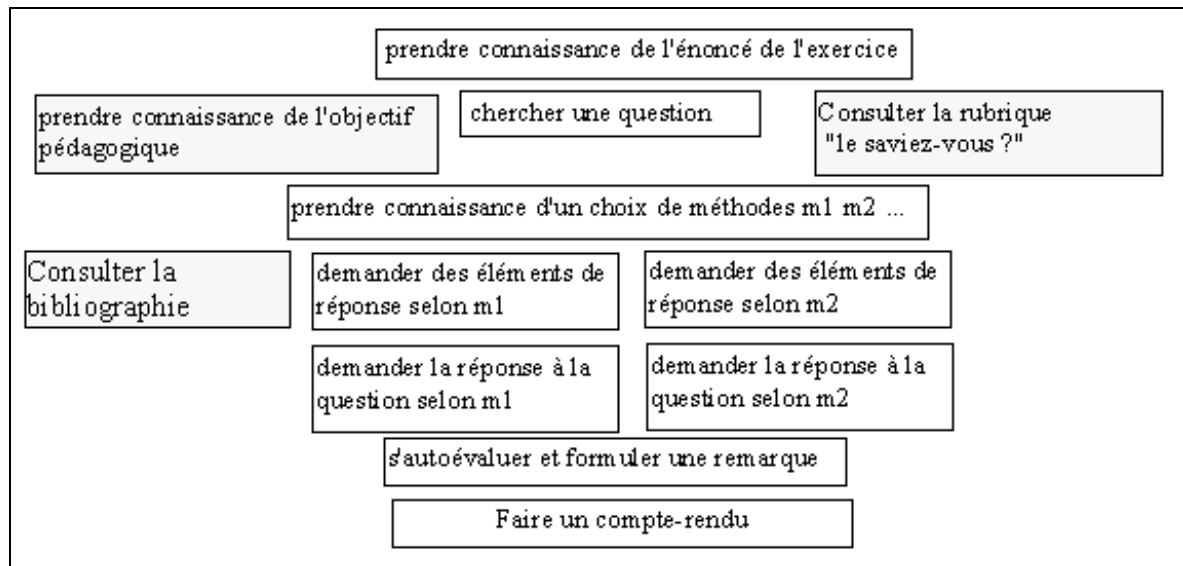 prendre connaissance de l'énoncé de l'exercice
prendre connaissance de l'objectif
pédagogique
chercher une question
Consulter la rubrique
"le saviez-vous ?"
prendre connaissance d'un choix de méthodes m1 m2 ...
Consulter la
bibliographie
demander des éléments de
réponse selon m1
demander des éléments de
réponse selon m2
demander la réponse à la
question selon m1
demander la réponse à la
question selon m2
s'autoévaluer et formuler une remarque
Faire un compte-rendu